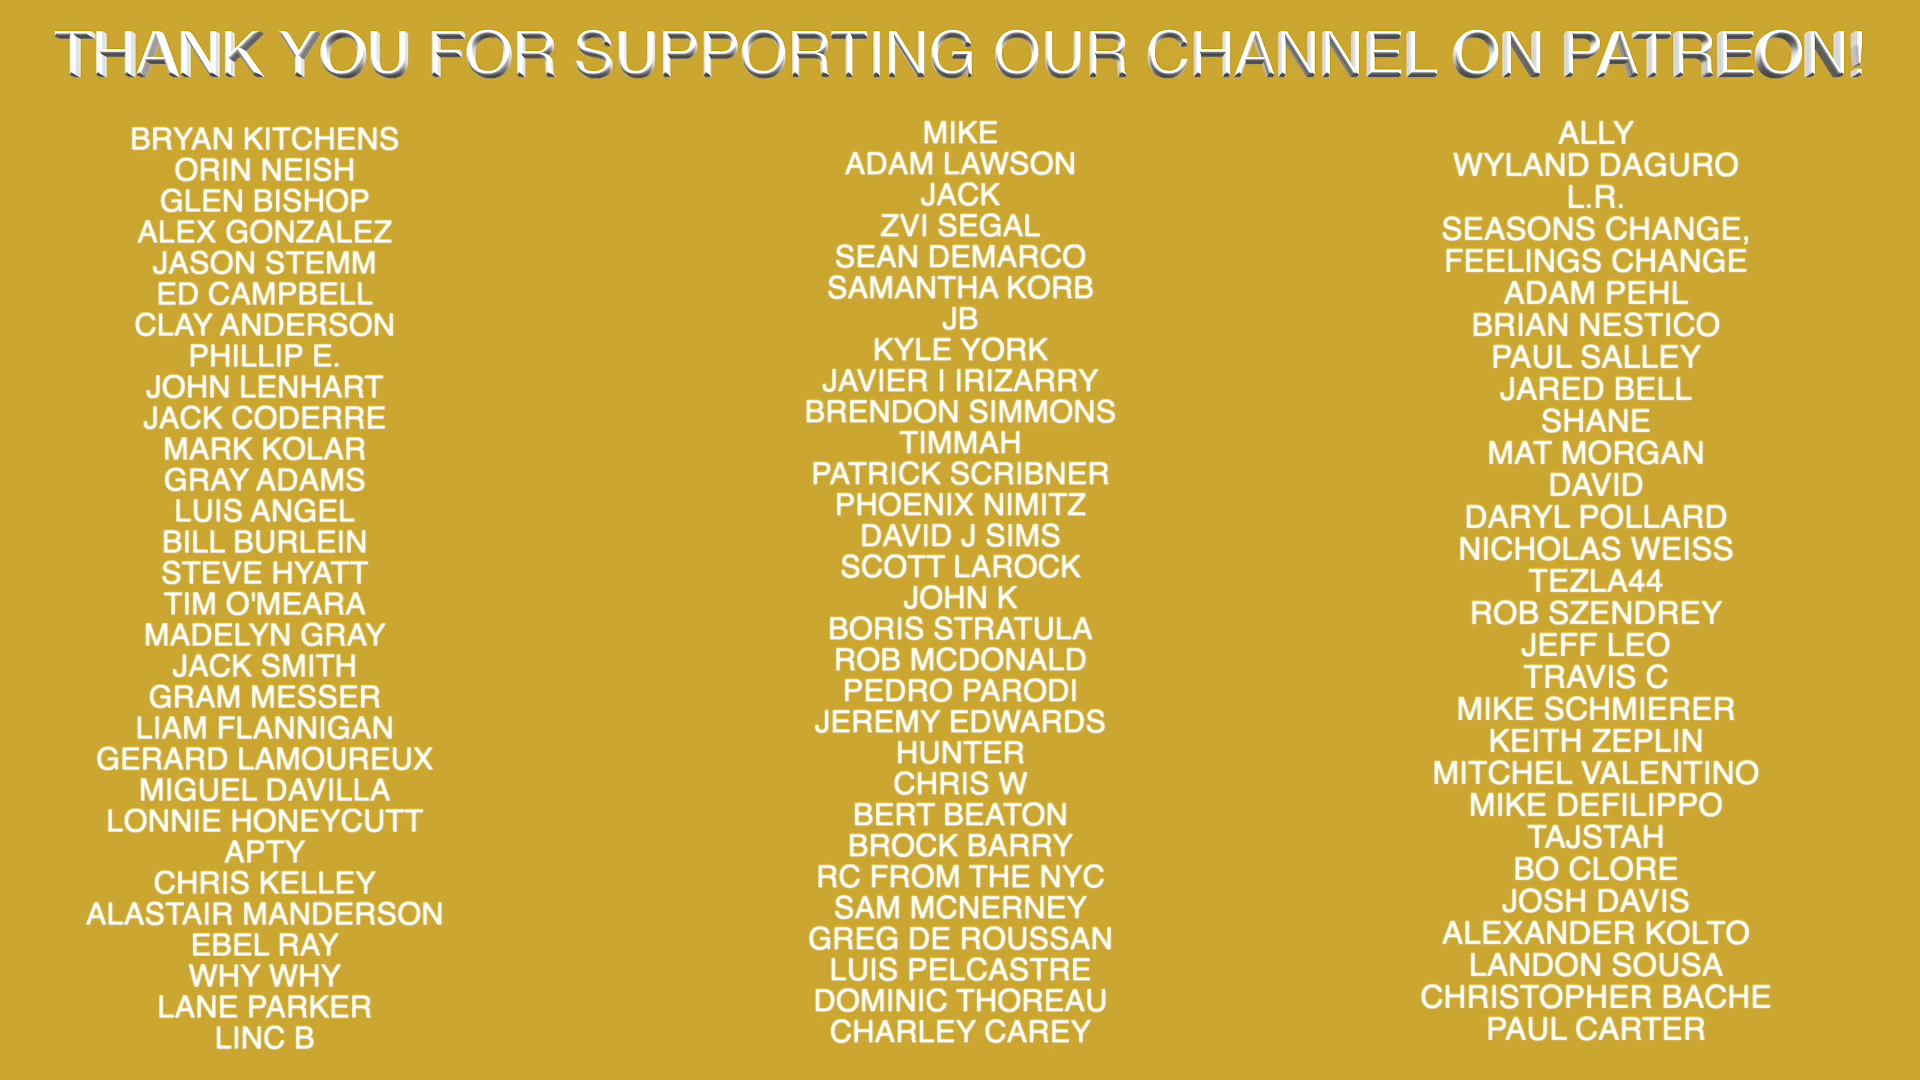 THANK YOU FOR SUPPORTING OUR CHANNEL ON PATREON!
BRYAN KITCHENS
ORIN NEISH
GLEN BISHOP
ALEX GONZALEZ
JASON STEMM
ED CAMPBELL
CLAY ANDERSON
PHILLIP E.
JOHN LENHART
JACK CODERRE
MARK KOLAR
GRAY ADAMS
LUIS ANGEL
BILL BURLEIN
STEVE HYATT
TIM O'MEARA
MADELYN GRAY
JACK SMITH
GRAM MESSER
LIAM FLANNIGAN
GERARD LAMOUREUX
MIGUEL DAVILLA
LONNIE HONEYCUTT
APTY
CHRIS KELLEY
ALASTAIR MANDERSON
EBEL RAY
WHY WHY
LANE PARKER
LINC B
MIKE
ADAM LAWSON
JACK
ZVI SEGAL
SEAN DEMARCO
SAMANTHA KORB
JB
KYLE YORK
JAVIER I IRIZARRY
BRENDON SIMMONS
TIMMAH
PATRICK SCRIBNER
PHOENIX NIMITZ
DAVID J SIMS
SCOTT LAROCK
JOHN K
BORIS STRATULA
ROB MCDONALD
PEDRO PARODI
JEREMY EDWARDS
HUNTER
CHRIS W
BERT BEATON
BROCK BARRY
RC FROM THE NYC
SAM MCNERNEY
GREG DE ROUSSAN
LUIS PELCASTRE
DOMINIC THOREAU
CHARLEY CAREY
ALLY
WYLAND DAGURO
L.R.
SEASONS CHANGE,
FEELINGS CHANGE
ADAM PEHL
BRIAN NESTICO
PAUL SALLEY
JARED BELL
SHANE
MAT MORGAN
DAVID
DARYL POLLARD
NICHOLAS WEISS
TEZLA44
ROB SZENDREY
JEFF LEO
TRAVIS C
MIKE SCHMIERER
KEITH ZEPLIN
MITCHEL VALENTINO
MIKE DEFILIPPO
TAJSTAH
BO CLORE
JOSH DAVIS
ALEXANDER KOLTO
LANDON SOUSA
CHRISTOPHER BACHE
PAUL CARTER